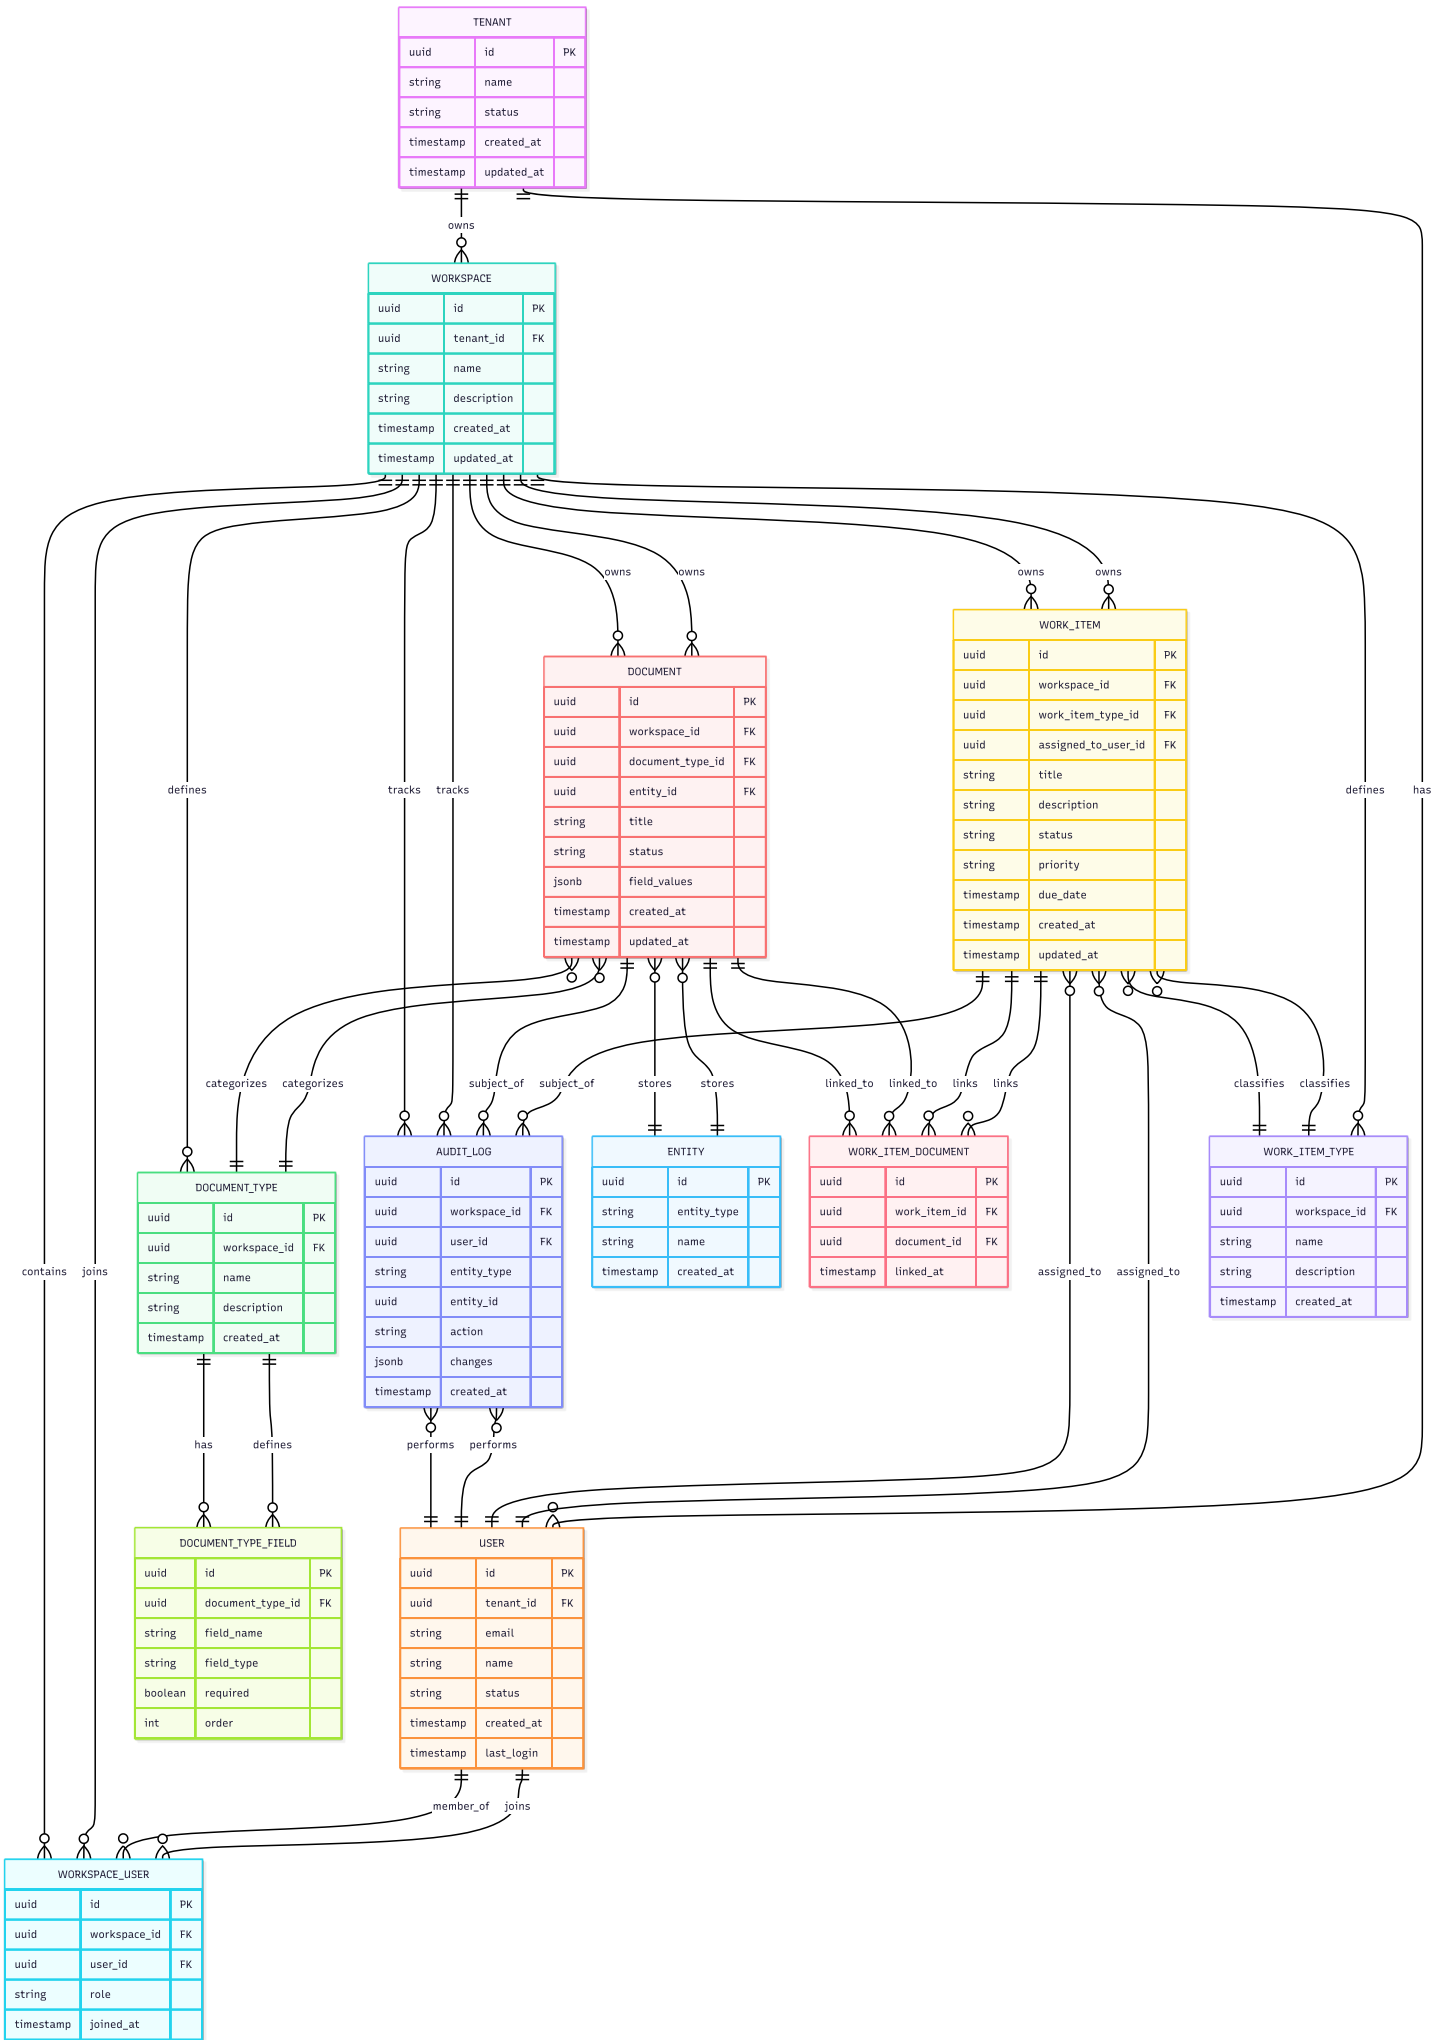 TENANT
uuid id PK
string name
string status
timestamp created_at
timestamp updated_at
owns
WORKSPACE
uuid id PK
uuid tenant_id FK
string name
string description
timestamp created_at
timestamp updated_at
owns owns owns owns
WORK_ITEM
uuid id PK
uuid workspace_id FK
uuid work_item_type_id FK
uuid assigned_to_user_id FK
string title
string description
string status
string priority
timestamp due_date
timestamp created_at
timestamp updated_at
DOCUMENT
uuid id PK
uuid workspace_id FK
uuid document_type_id FK
uuid entity_id FK
string title
string status
jsonb field_values
timestamp created_at
timestamp updated_at
defines tracks tracks defines has
categorizes categorizes subject_of subject_of stores stores linked_to linked_to links links classifies classifies
DOCUMENT_TYPE
uuid id PK
uuid workspace_id FK
string name
string description
timestamp created_at
AUDIT_LOG
uuid id PK
uuid workspace_id FK
uuid user_id FK
string entity_type
uuid entity_id
string action
jsonb changes
timestamp created_at
ENTITY
uuid id PK
string entity_type
string name
timestamp created_at
WORK_ITEM_DOCUMENT
uuid id PK
uuid work_item_id FK
uuid document_id FK
timestamp linked_at
WORK_ITEM_TYPE
uuid id PK
uuid workspace_id FK
string name
string description
timestamp created_at
contains joins assigned_to assigned_to
has defines performs performs
DOCUMENT_TYPE_FIELD
uuid id PK
uuid document_type_id FK
string field_name
string field_type
boolean required
int order
USER
uuid id PK
uuid tenant_id FK
string email
string name
string status
timestamp created_at
timestamp last_login
member_of joins
WORKSPACE_USER
uuid id PK
uuid workspace_id FK
uuid user_id FK
string role
timestamp joined_at